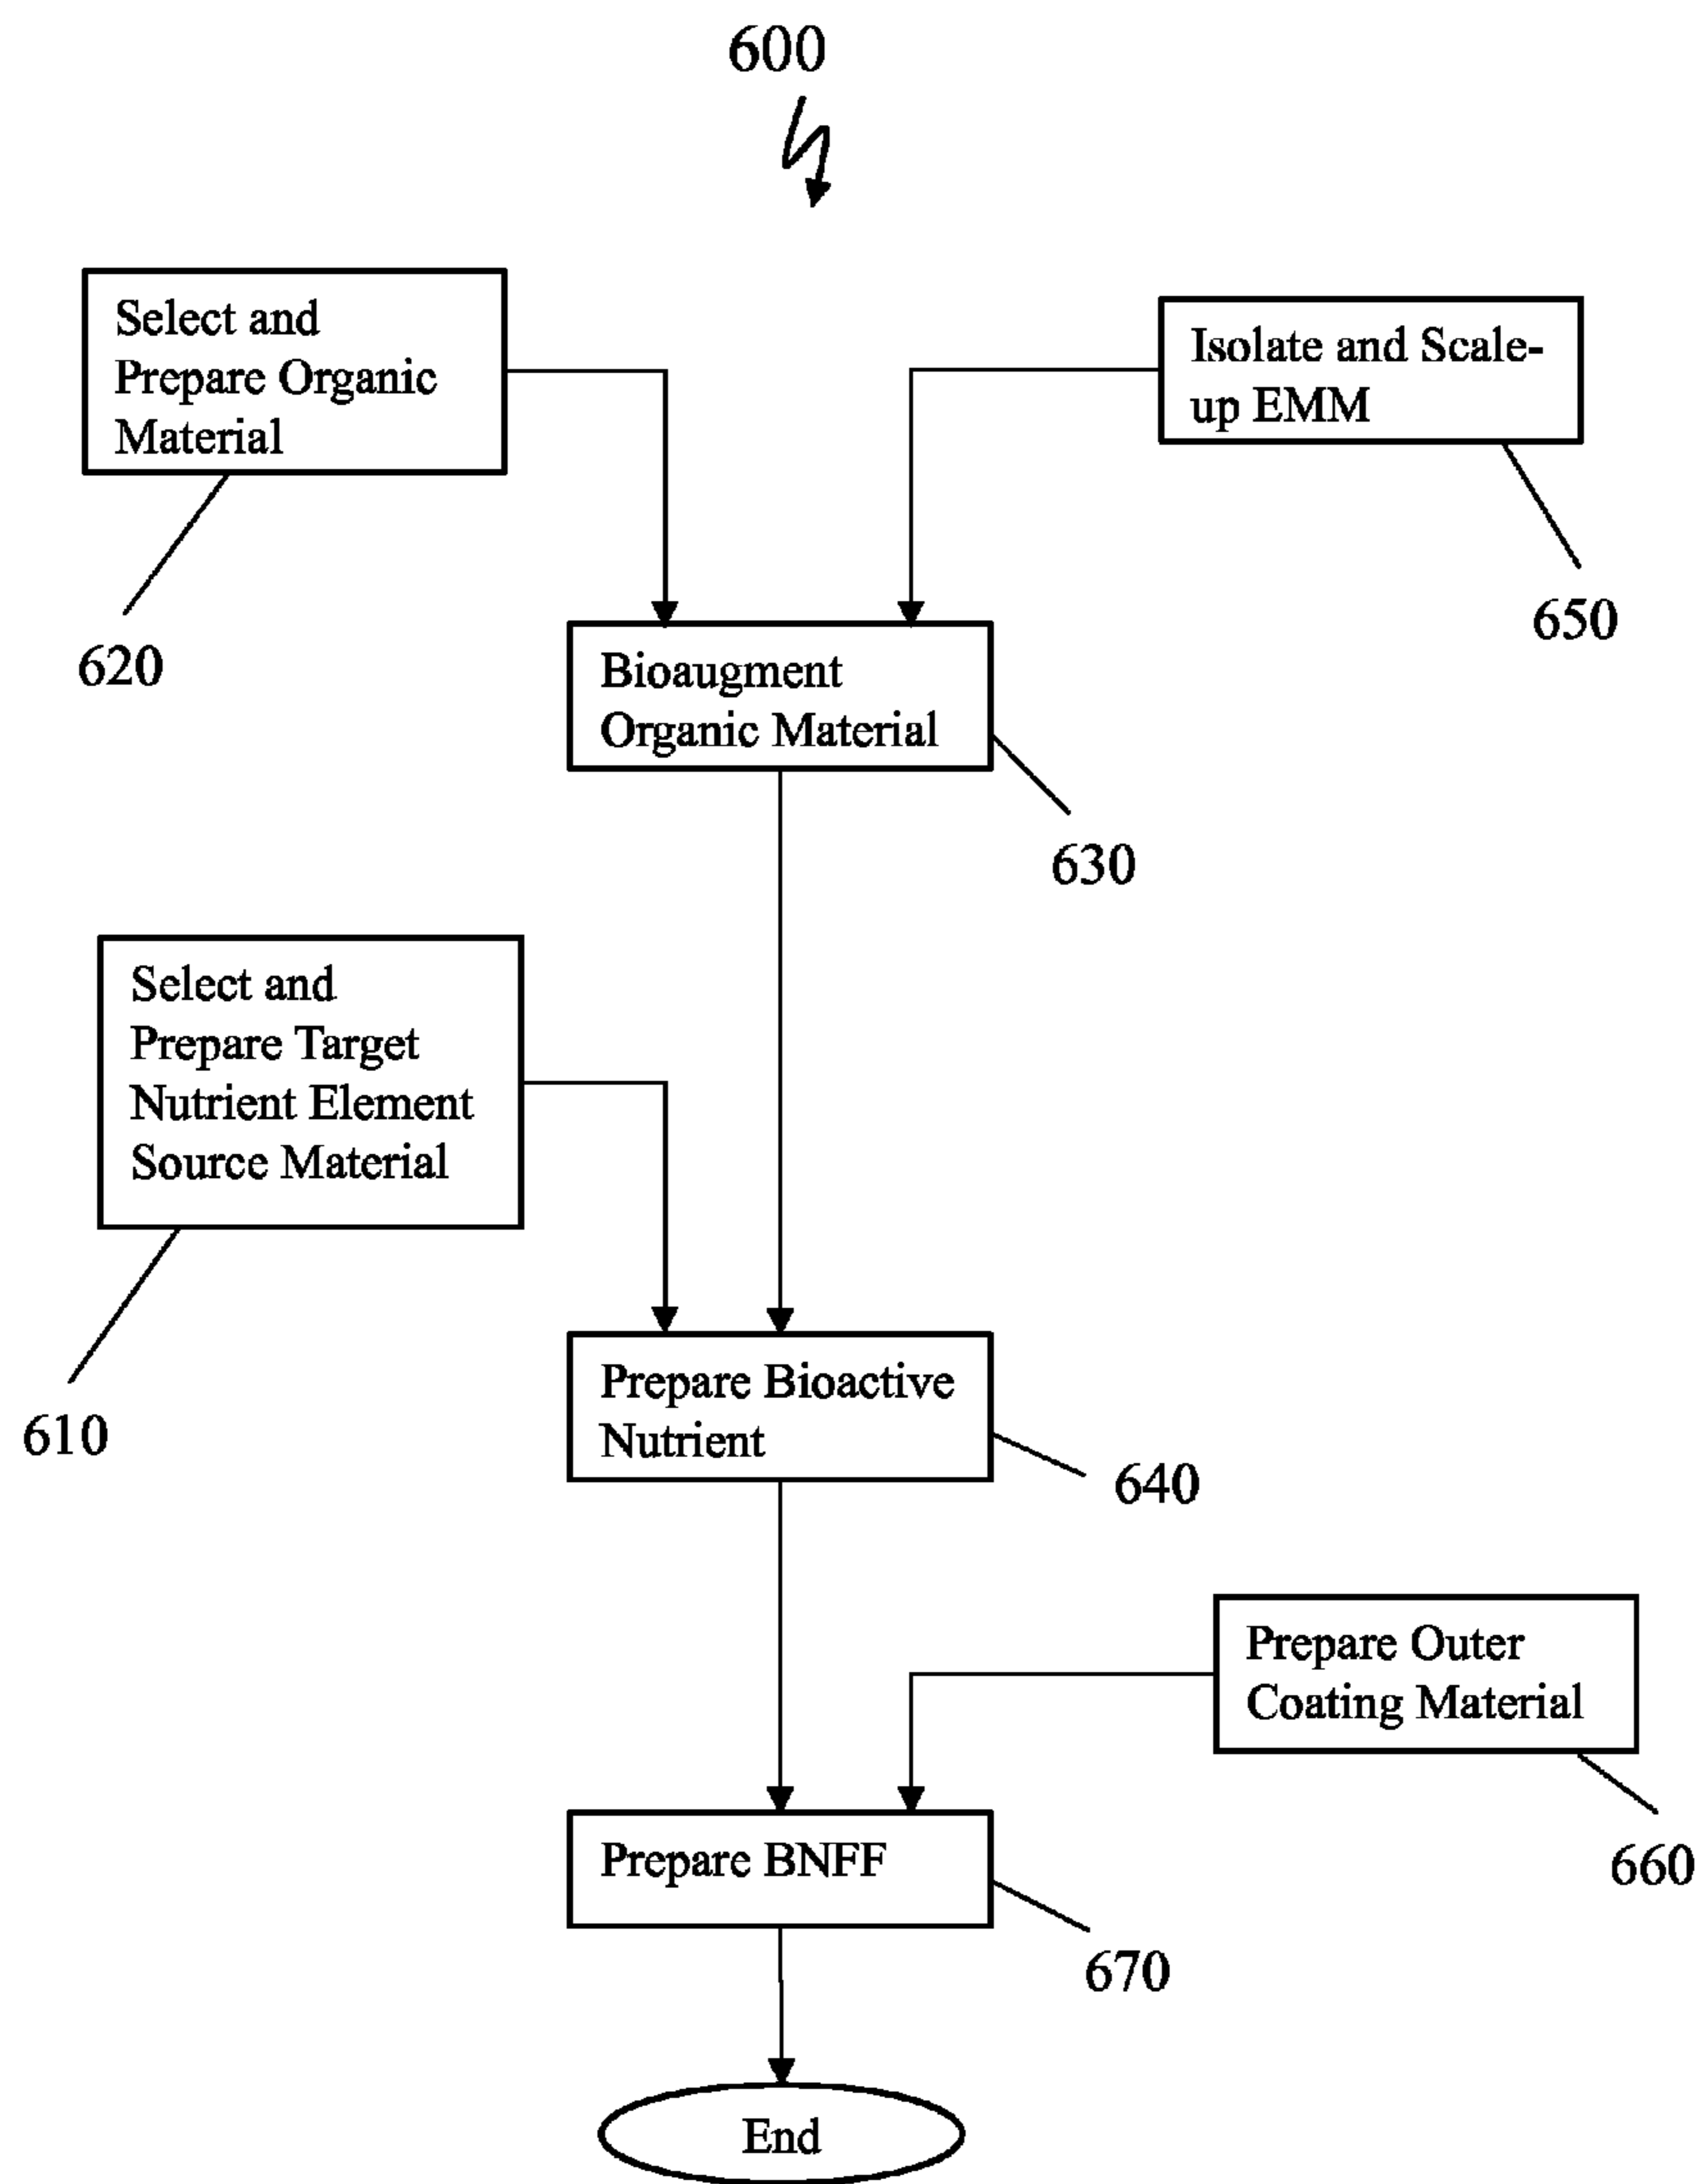 600
Select and
Prepare Organic
Material
Isolate and Scale-
up EMM
620
650
Bioaugment
Organic Material
630
Select and
Prepare Target
Nutrient Element
Source Material
610
Prepare Bioactive
Nutrient
640
Prepare Outer
Coating Material
660
Prepare BNFF
670
End